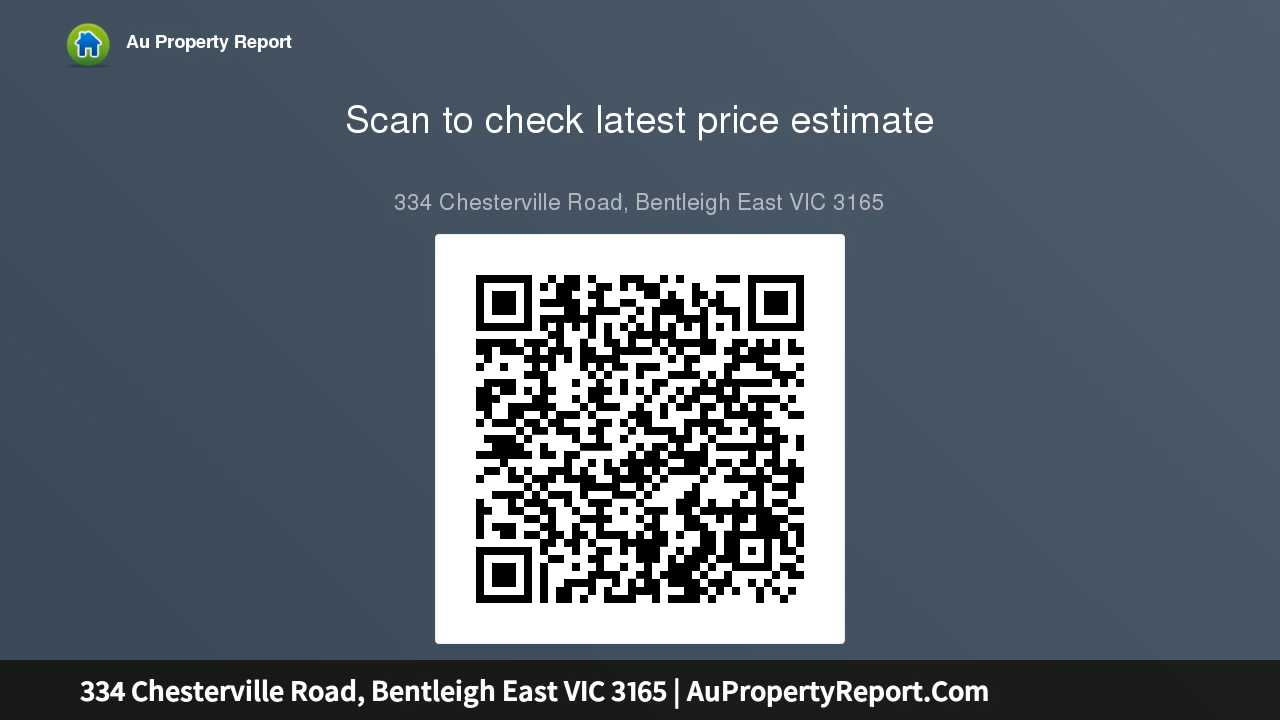 Au Property Report
Scan to check latest price estimate
334 Chesterville Road, Bentleigh East VIC 3165
334 Chesterville Road, Bentleigh East VIC 3165 | AuPropertyReport.Com